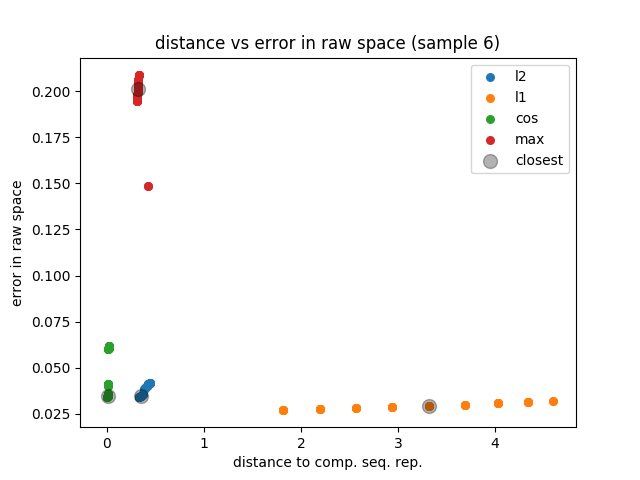 distance vs error in raw space (sample 6)
0.200
0.175
0.150
0.125
0.100
0.075
0.050
0.025
error in raw space
l2
l1
cos
max
closest
0 1 2 3 4
distance to comp. seq. rep.